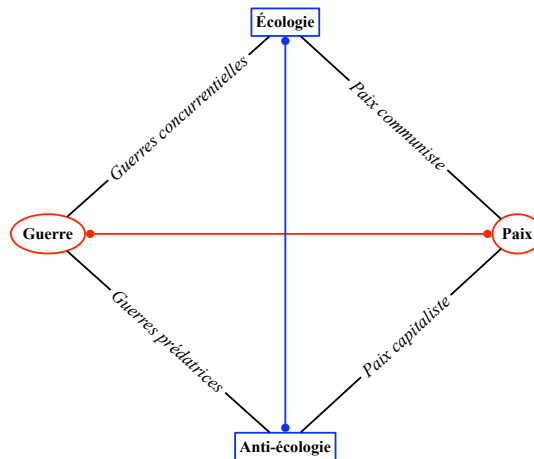 Écologie
Guerres concurrentielles
Paix communiste
Guerre
Paix
Guerres prédatrices
Paix capitaliste
Anti-écologie